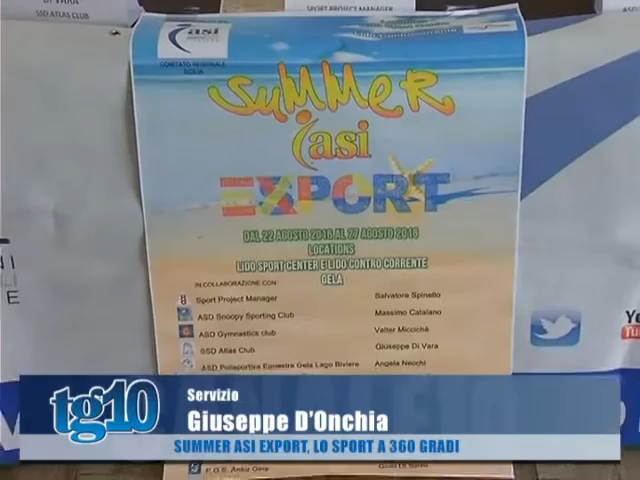 SSD ATLAS CLUB
SPORT PROJECT MANAGER
asi
COMITATO REGIONALE
SICILIA
SUMMER
asi
EXPORT
DAL 22 AGOSTO 2016 AL 27 AGOSTO 2016
LOCATIONS
LIDO SPORT CENTER E LIDO CONTRO CORRENTE
GELA
IN COLLABORAZIONE CON
Sport Project Manager Salvatore Spinello
ASD Snoopy Sporting Club Massimo Catalano
ASD Gymnastics club Valter Miccichè
SSD Atlas Club Giuseppe Di Vara
ASD Polisportiva Equestre Gela Lago Biviere Angela Nocchi
tg10
Servizio
Giuseppe D'Onchia
SUMMER ASI EXPORT, LO SPORT A 360 GRADI